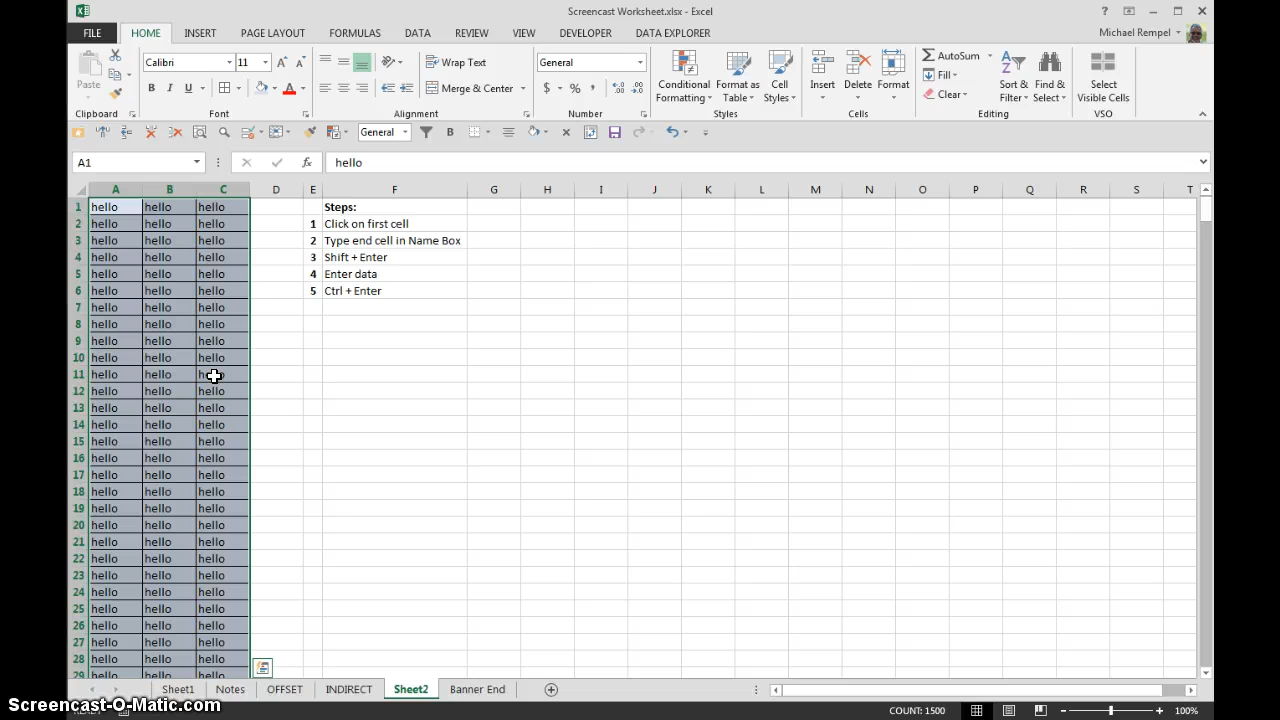 Screencast Worksheet.xlsx - Excel
FILE HOME INSERT PAGE LAYOUT FORMULAS DATA REVIEW VIEW DEVELOPER DATA EXPLORER Michael Rempel
Paste Calibri 11 Wrap Text General Conditional Formatting Format as Table Cell Styles Insert Delete Format AutoSum Fill Clear Sort & Filter Find & Select Select Visible Cells
B I U A Merge & Center $ % ,
Clipboard Font Alignment Number Styles Cells Editing VSO
General B
A1 fx hello
A B C D E F G H I J K L M N O P Q R S T
1 hello hello hello Steps:
2 hello hello hello 1 Click on first cell
3 hello hello hello 2 Type end cell in Name Box
4 hello hello hello 3 Shift + Enter
5 hello hello hello 4 Enter data
6 hello hello hello 5 Ctrl + Enter
7 hello hello hello
8 hello hello hello
9 hello hello hello
10 hello hello hello
11 hello hello
12 hello hello hello
13 hello hello hello
14 hello hello hello
15 hello hello hello
16 hello hello hello
17 hello hello hello
18 hello hello hello
19 hello hello hello
20 hello hello hello
21 hello hello hello
22 hello hello hello
23 hello hello hello
24 hello hello hello
25 hello hello hello
26 hello hello hello
27 hello hello hello
28 hello hello hello
29 hello hello hello
Sheet1 Notes OFFSET INDIRECT Sheet2 Banner End
Screencast-O-Matic.com COUNT: 1500 100%